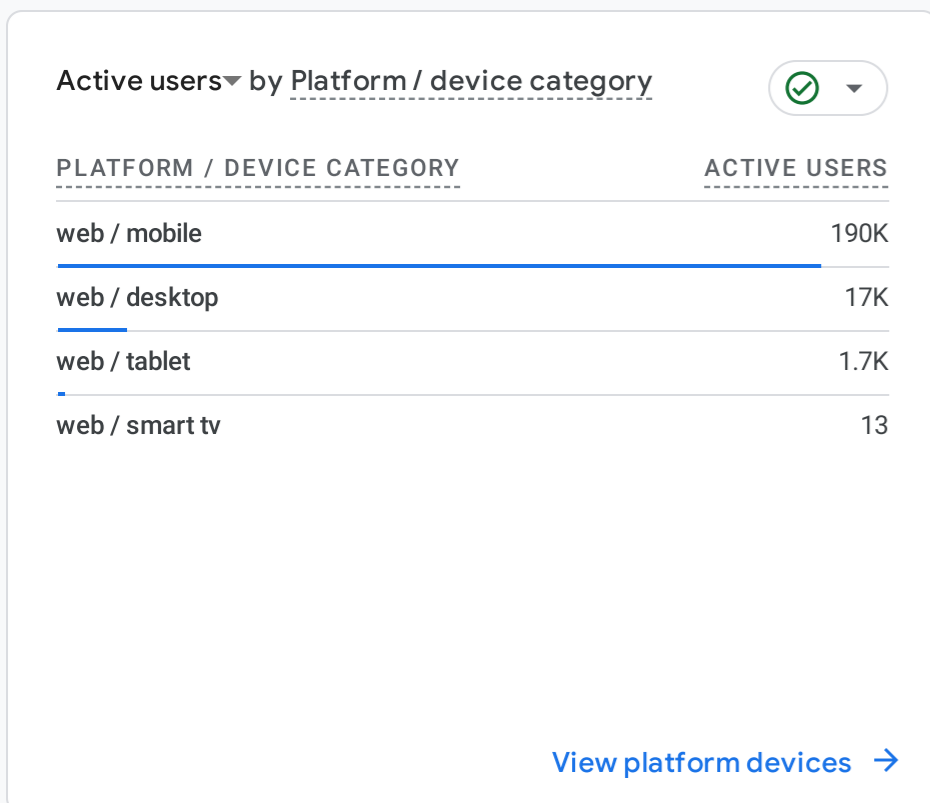 Active users by Platform / device category
PLATFORM / DEVICE CATEGORY ACTIVE USERS
web / mobile 190K
web / desktop 17K
web / tablet 1.7K
web / smart tv 13
View platform devices